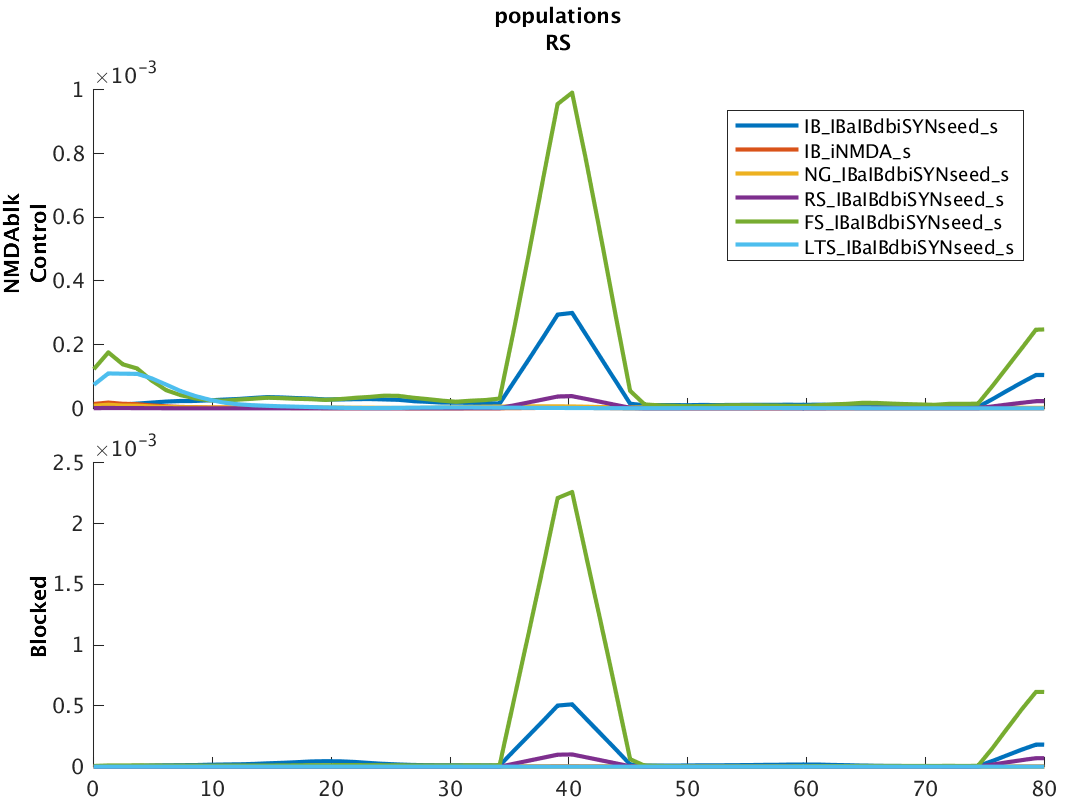 populations
RS
×10⁻³
1
0.8
0.6
0.4
0.2
0
NMDAblk
Control
IB_IBaIBdbiSYNseed_s
IB_iNMDA_s
NG_IBaIBdbiSYNseed_s
RS_IBaIBdbiSYNseed_s
FS_IBaIBdbiSYNseed_s
LTS_IBaIBdbiSYNseed_s
×10⁻³
2.5
2
1.5
1
0.5
0
Blocked
0 10 20 30 40 50 60 70 80